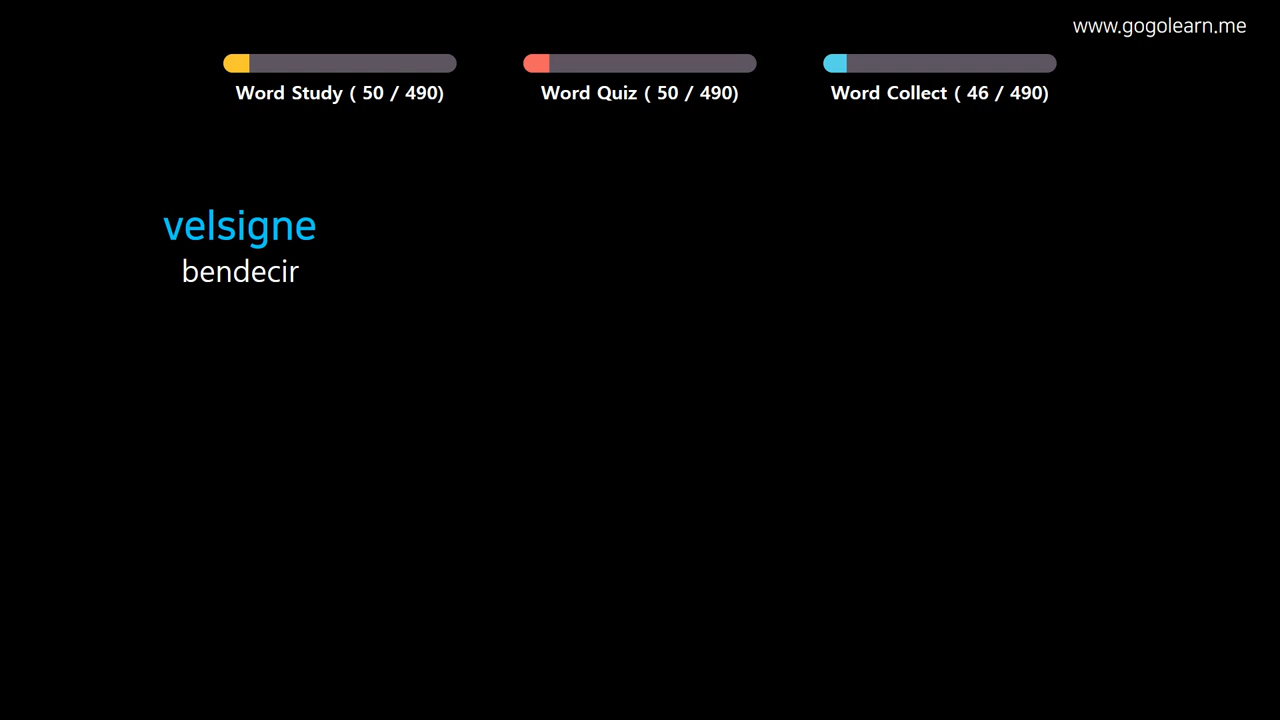 www.gogolearn.me
Word Study ( 50 / 490)
Word Quiz ( 50 / 490)
Word Collect ( 46 / 490)
velsigne
bendecir